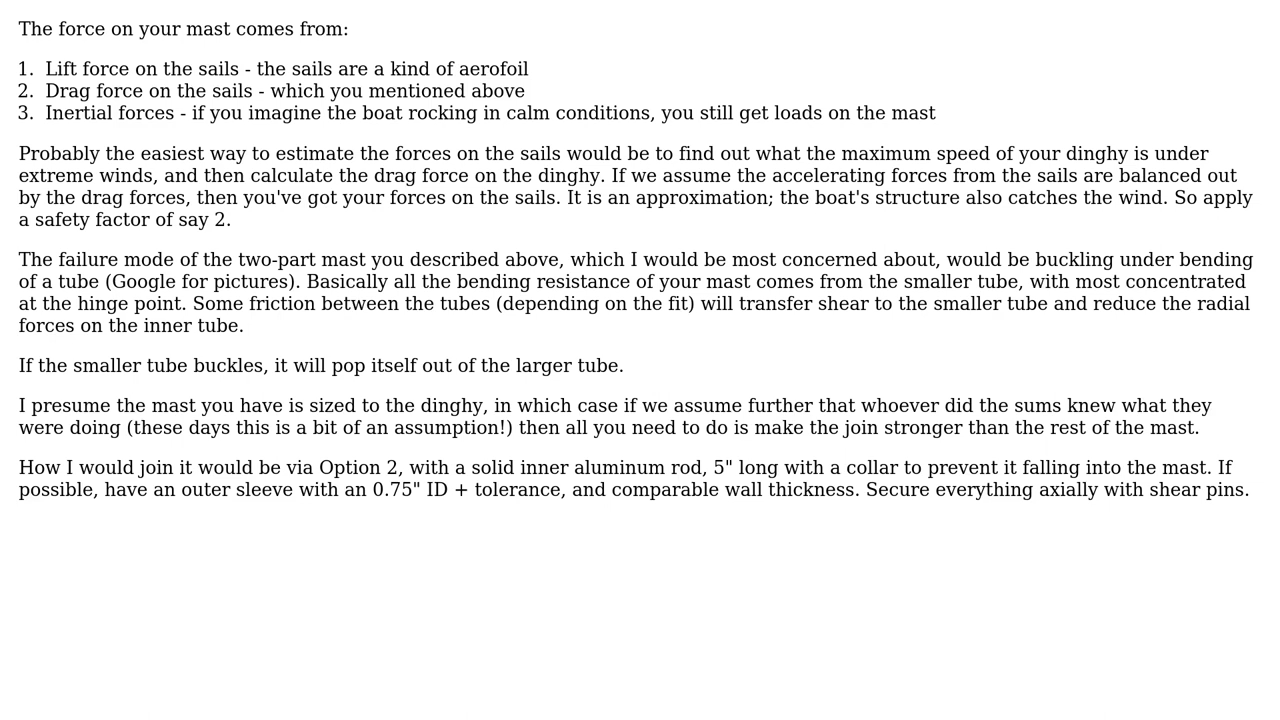 The force on your mast comes from:
1. Lift force on the sails - the sails are a kind of aerofoil
2. Drag force on the sails - which you mentioned above
3. Inertial forces - if you imagine the boat rocking in calm conditions, you still get loads on the mast
Probably the easiest way to estimate the forces on the sails would be to find out what the maximum speed of your dinghy is under
extreme winds, and then calculate the drag force on the dinghy. If we assume the accelerating forces from the sails are balanced out
by the drag forces, then you've got your forces on the sails. It is an approximation; the boat's structure also catches the wind. So apply
a safety factor of say 2.
The failure mode of the two-part mast you described above, which I would be most concerned about, would be buckling under bending
of a tube (Google for pictures). Basically all the bending resistance of your mast comes from the smaller tube, with most concentrated
at the hinge point. Some friction between the tubes (depending on the fit) will transfer shear to the smaller tube and reduce the radial
forces on the inner tube.
If the smaller tube buckles, it will pop itself out of the larger tube.
I presume the mast you have is sized to the dinghy, in which case if we assume further that whoever did the sums knew what they
were doing (these days this is a bit of an assumption!) then all you need to do is make the join stronger than the rest of the mast.
How I would join it would be via Option 2, with a solid inner aluminum rod, 5" long with a collar to prevent it falling into the mast. If
possible, have an outer sleeve with an 0.75" ID + tolerance, and comparable wall thickness. Secure everything axially with shear pins.